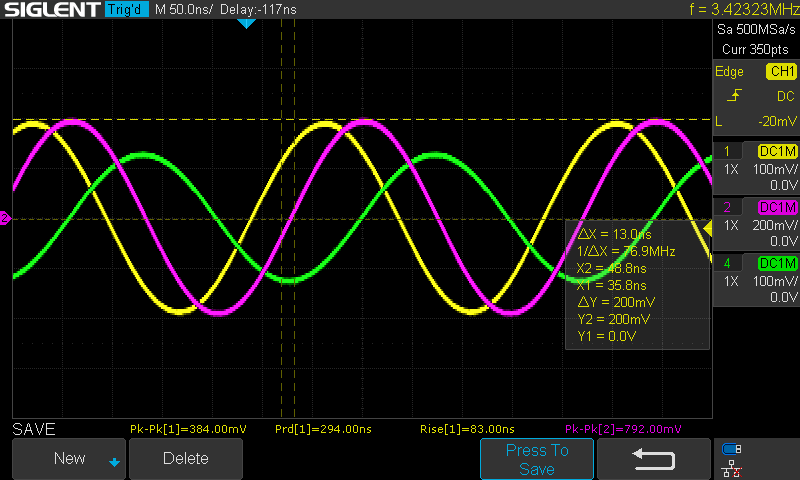 SIGLENT Trig'd M 50.0ns/ Delay:-117ns f = 3.42323MHz
Sa 500MSa/s
Curr 350pts
Edge CH1
DC
L -20mV
1 DC1M
1X 100mV/
0.0V
2 DC1M
1X 200mV/
0.0V
4 DC1M
1X 100mV/
0.0V
2
ΔX = 13.0ns
1/ΔX = 76.9MHz
X2 = 48.8ns
X1 = 35.8ns
ΔY = 200mV
Y2 = 200mV
Y1 = 0.0V
SAVE Pk-Pk[1]=384.00mV Prd[1]=294.00ns Rise[1]=83.00ns Pk-Pk[2]=792.00mV
New Delete Press To
Save